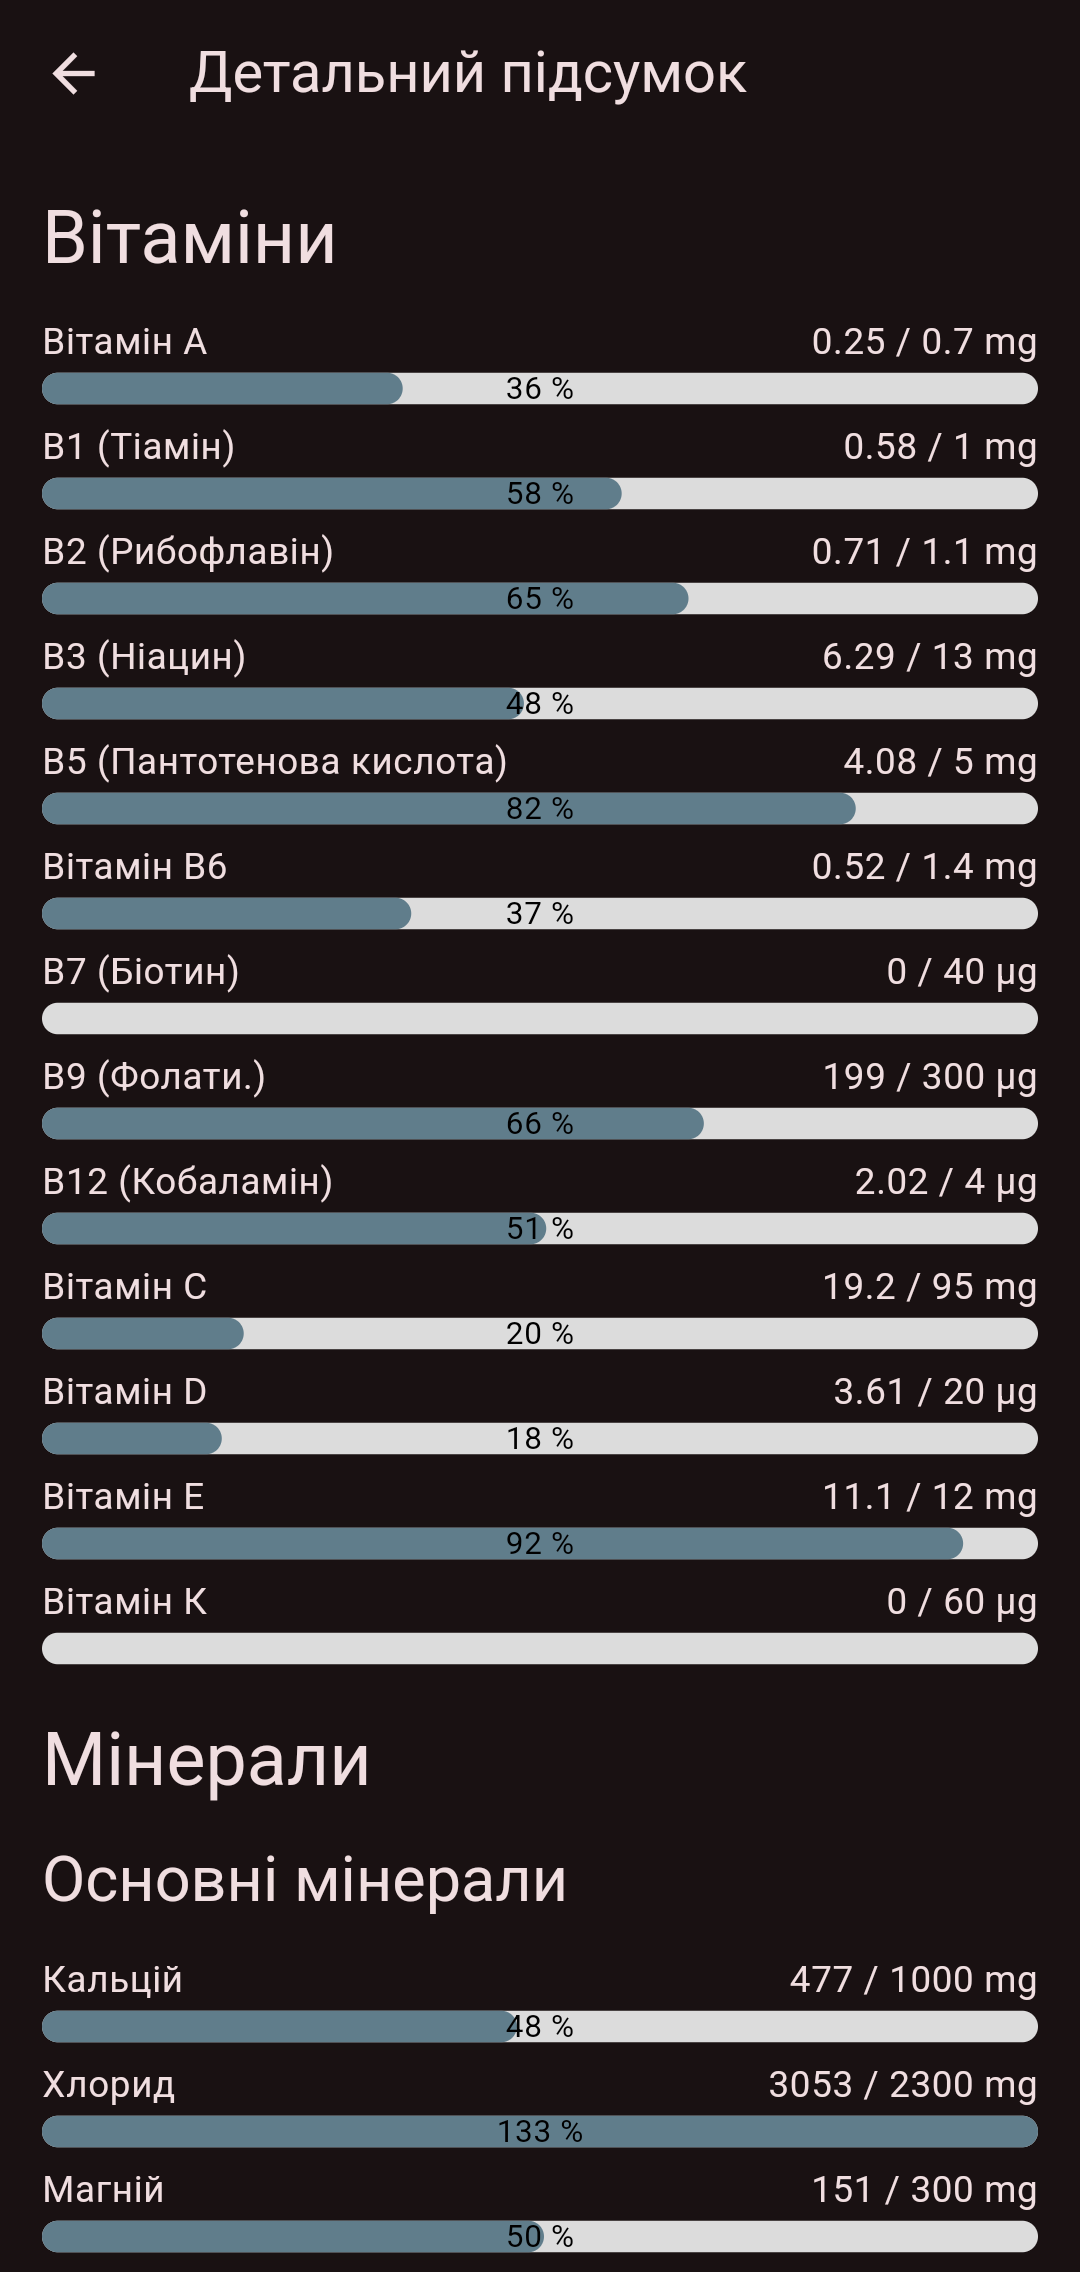 Детальний підсумок
Вітаміни
Вітамін A 0.25 / 0.7 mg
36 %
B1 (Тіамін) 0.58 / 1 mg
58 %
B2 (Рибофлавін) 0.71 / 1.1 mg
65 %
B3 (Ніацин) 6.29 / 13 mg
48 %
B5 (Пантотенова кислота) 4.08 / 5 mg
82 %
Вітамін B6 0.52 / 1.4 mg
37 %
B7 (Біотин) 0 / 40 µg
B9 (Фолати.) 199 / 300 µg
66 %
B12 (Кобаламін) 2.02 / 4 µg
51 %
Вітамін C 19.2 / 95 mg
20 %
Вітамін D 3.61 / 20 µg
18 %
Вітамін E 11.1 / 12 mg
92 %
Вітамін K 0 / 60 µg
Мінерали
Основні мінерали
Кальцій 477 / 1000 mg
48 %
Хлорид 3053 / 2300 mg
133 %
Магній 151 / 300 mg
50 %